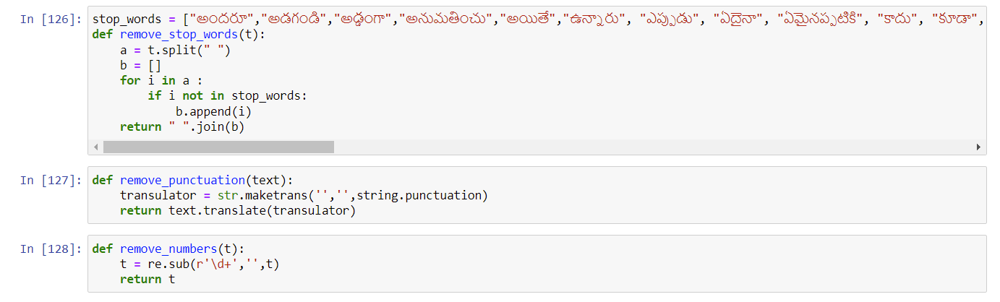 In [126]: stop_words = ["అందరూ","అడగండి","అడ్డంగా","అనుమతించు","అయితే","ఉన్నారు", "ఎప్పుడు", "ఏదైనా", "ఏమైనప్పటికి", "కాదు", "కూడా",
def remove_stop_words(t):
    a = t.split(" ")
    b = []
    for i in a :
        if i not in stop_words:
            b.append(i)
    return " ".join(b)
In [127]: def remove_punctuation(text):
    transulator = str.maketrans('','',string.punctuation)
    return text.translate(transulator)
In [128]: def remove_numbers(t):
    t = re.sub(r'\d+','',t)
    return t